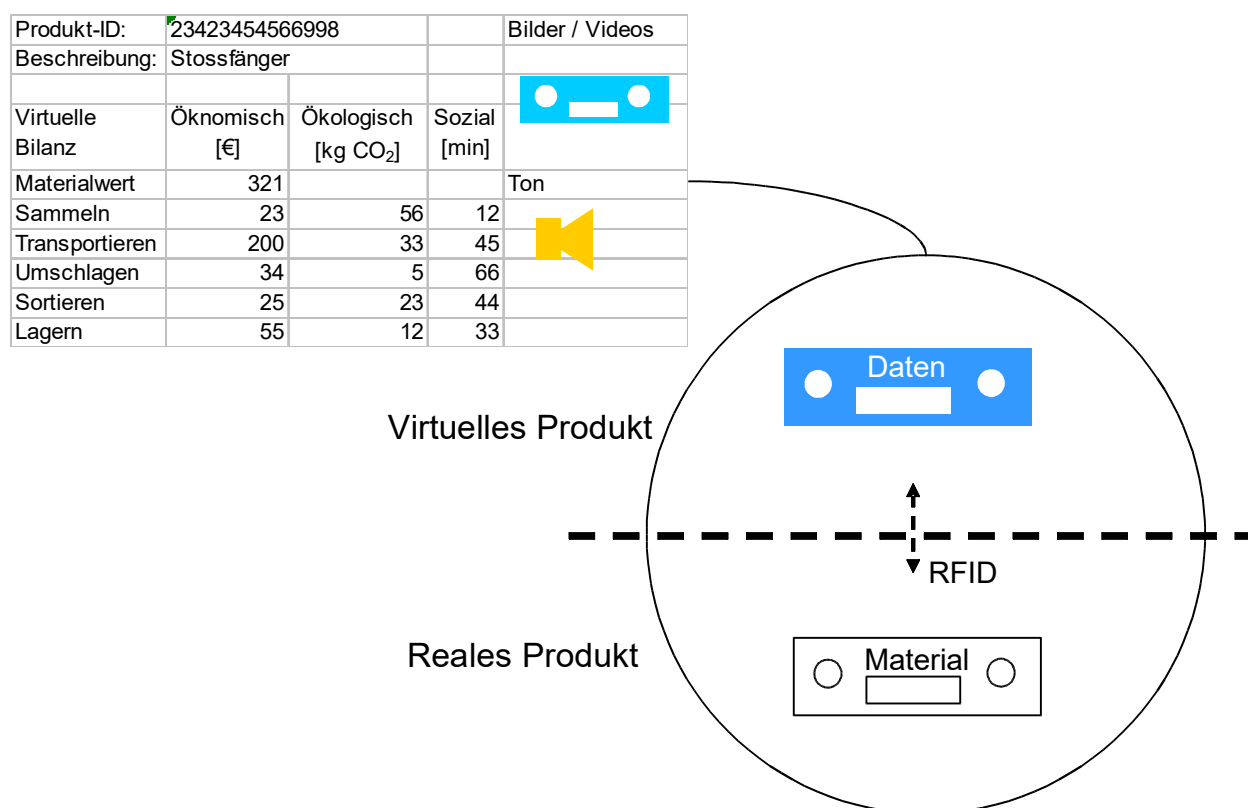 Produkt-ID: 23423454566998 Bilder / Videos
Beschreibung: Stossfänger
Virtuelle Öknomisch Ökologisch Sozial
Bilanz [€] [kg CO₂] [min]
Materialwert 321 Ton
Sammeln 23 56 12
Transportieren 200 33 45
Umschlagen 34 5 66
Sortieren 25 23 44
Lagern 55 12 33
Daten
Virtuelles Produkt
RFID
Reales Produkt
Material